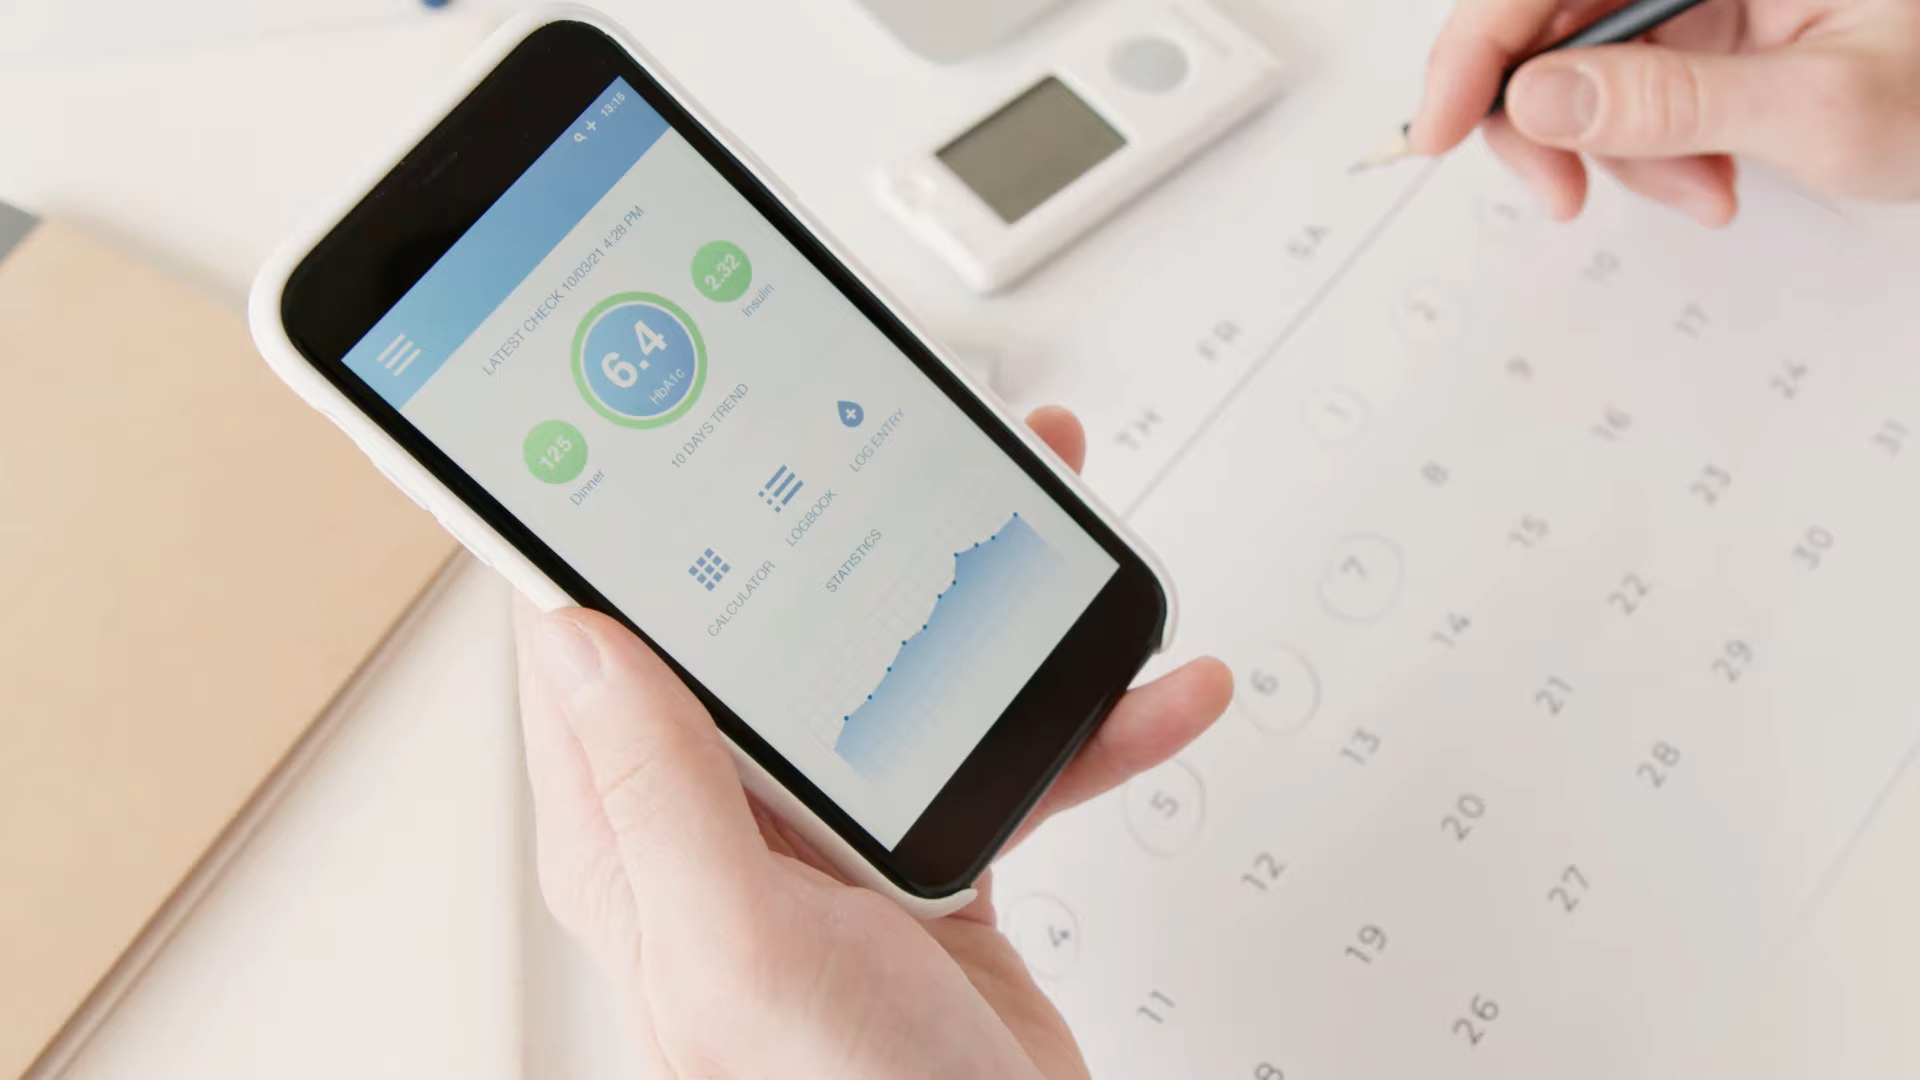 13:15
LATEST CHECK 10/03/21 4:28 PM
125
Dinner
6.4
HbA1c
2.32
Insulin
10 DAYS TREND
CALCULATOR
LOGBOOK
LOG ENTRY
STATISTICS
TH FR SA
1 2 3
4 5 6 7 8 9 10
11 12 13 14 15 16 17
19 20 21 22 23 24
26 27 28 29 30 31